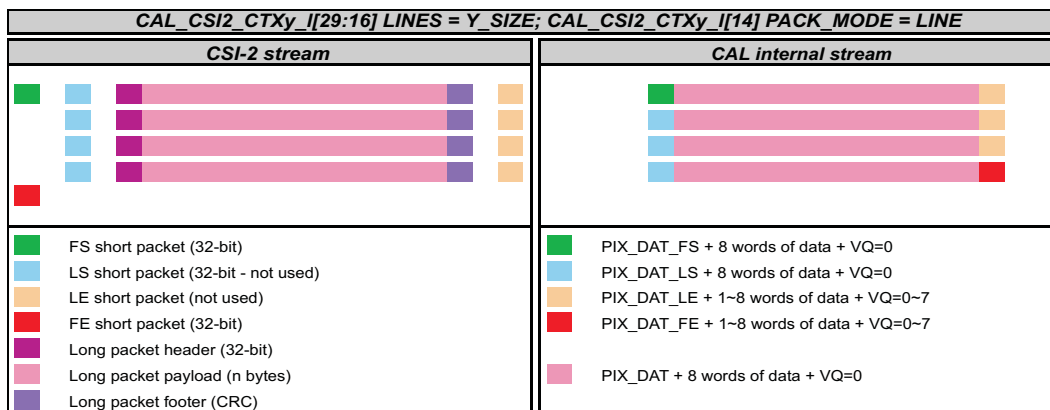 CAL_CSI2_CTXy_I[29:16] LINES = Y_SIZE; CAL_CSI2_CTXy_I[14] PACK_MODE = LINE
CSI-2 stream
CAL internal stream
FS short packet (32-bit)
LS short packet (32-bit - not used)
LE short packet (not used)
FE short packet (32-bit)
Long packet header (32-bit)
Long packet payload (n bytes)
Long packet footer (CRC)
PIX_DAT_FS + 8 words of data + VQ=0
PIX_DAT_LS + 8 words of data + VQ=0
PIX_DAT_LE + 1~8 words of data + VQ=0~7
PIX_DAT_FE + 1~8 words of data + VQ=0~7
PIX_DAT + 8 words of data + VQ=0